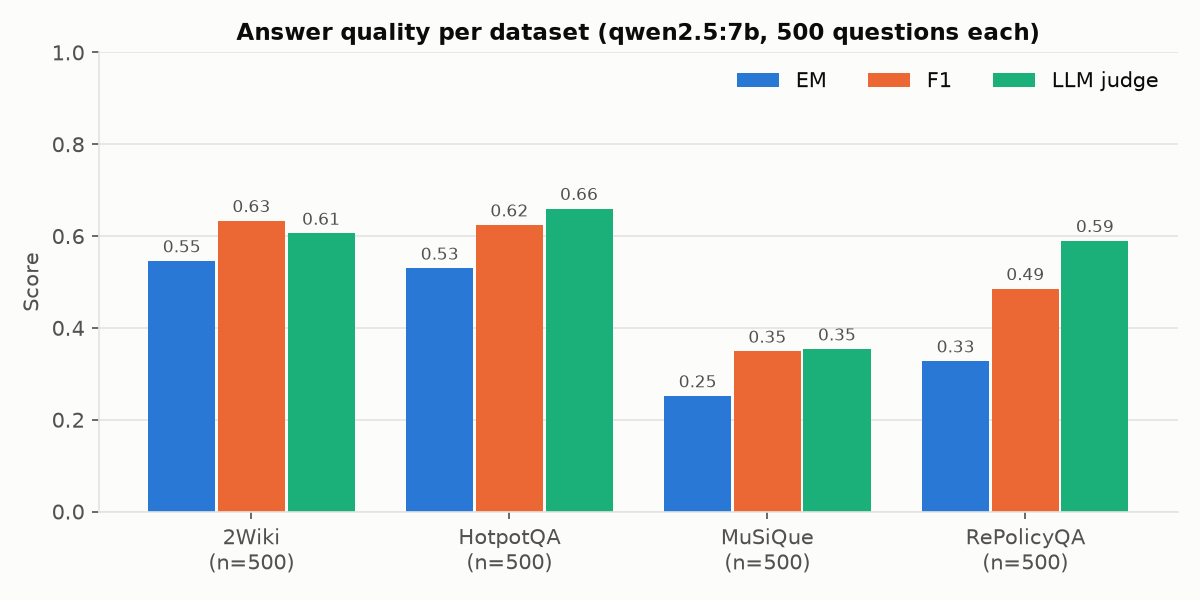 Answer quality per dataset (qwen2.5:7b, 500 questions each)
EM F1 LLM judge
Score
1.0
0.8
0.6
0.4
0.2
0.0
0.55 0.63 0.61
0.53 0.62 0.66
0.25 0.35 0.35
0.33 0.49 0.59
2Wiki HotpotQA MuSiQue RePolicyQA
(n=500) (n=500) (n=500) (n=500)